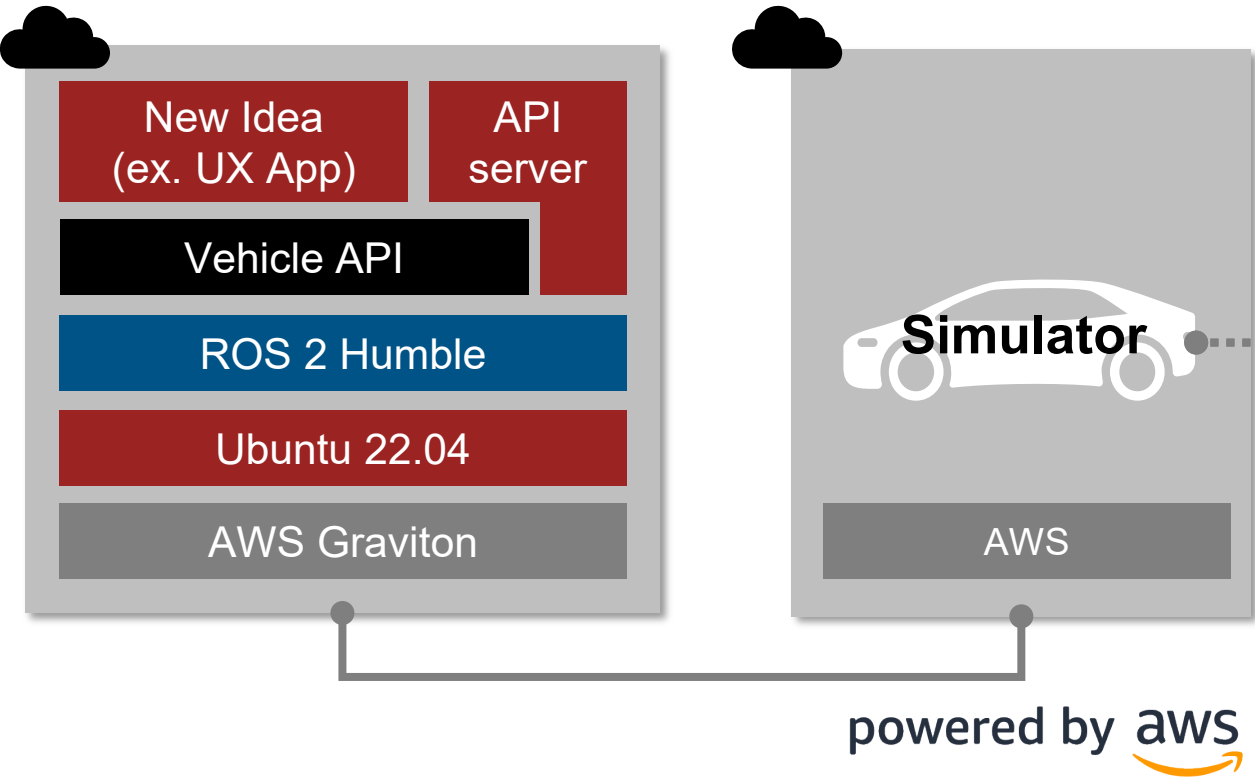 New Idea
(ex. UX App)
API
server
Vehicle API
ROS 2 Humble
Ubuntu 22.04
AWS Graviton
Simulator
AWS
powered by aws